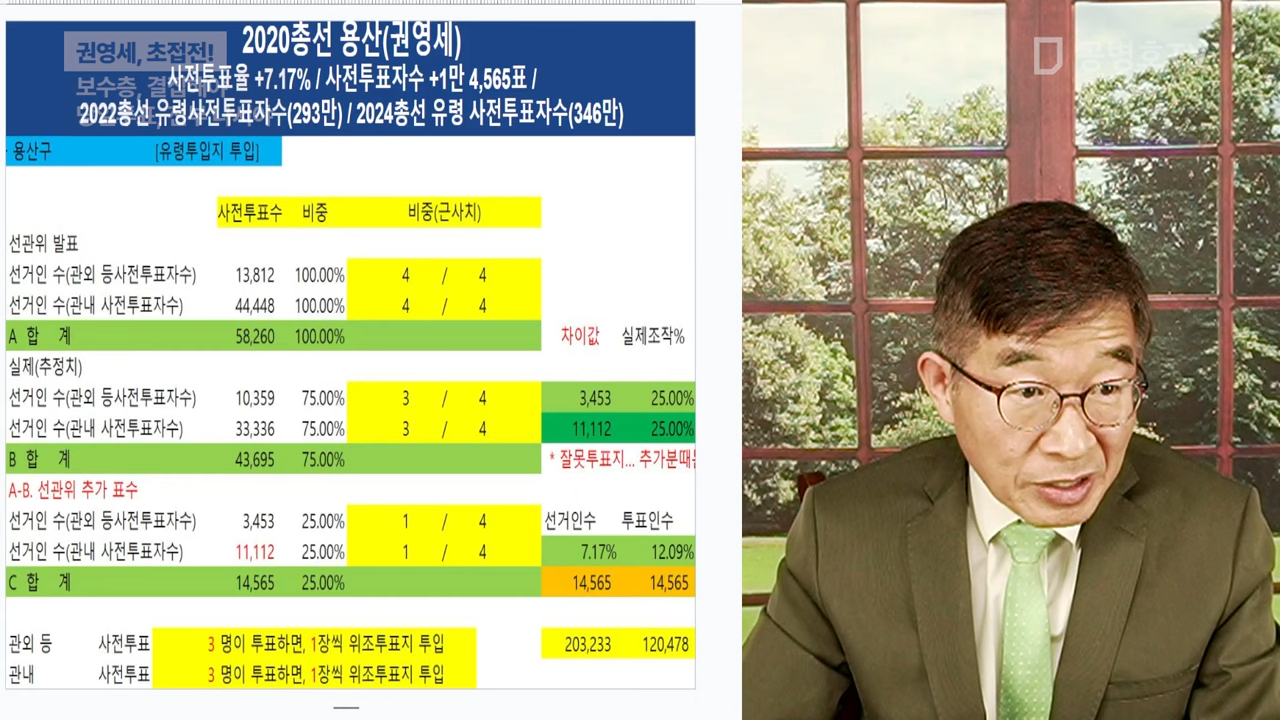 2020총선 용산(권영세)
권영세, 초접전!
사전투표율 +7.17% / 사전투표자수 +1만 4,565표 /
보수층,
2022총선 유령사전투표자수(293만) / 2024총선 유령 사전투표자수(346만)
용산구 [유령투입지 투입]
사전투표수 비중 비중(근사치)
선관위 발표
선거인 수(관외 등사전투표자수) 13,812 100.00% 4 / 4
선거인 수(관내 사전투표자수) 44,448 100.00% 4 / 4
A 합 계 58,260 100.00% 차이값 실제조작%
실제(추정치)
선거인 수(관외 등사전투표자수) 10,359 75.00% 3 / 4 3,453 25.00%
선거인 수(관내 사전투표자수) 33,336 75.00% 3 / 4 11,112 25.00%
B 합 계 43,695 75.00% * 잘못투표지... 추가분때는
A-B. 선관위 추가 표수
선거인 수(관외 등사전투표자수) 3,453 25.00% 1 / 4 선거인수 투표인수
선거인 수(관내 사전투표자수) 11,112 25.00% 1 / 4 7.17% 12.09%
C 합 계 14,565 25.00% 14,565 14,565
관외 등 사전투표 3 명이 투표하면, 1장씩 위조투표지 투입 203,233 120,478
관내 사전투표 3 명이 투표하면, 1장씩 위조투표지 투입